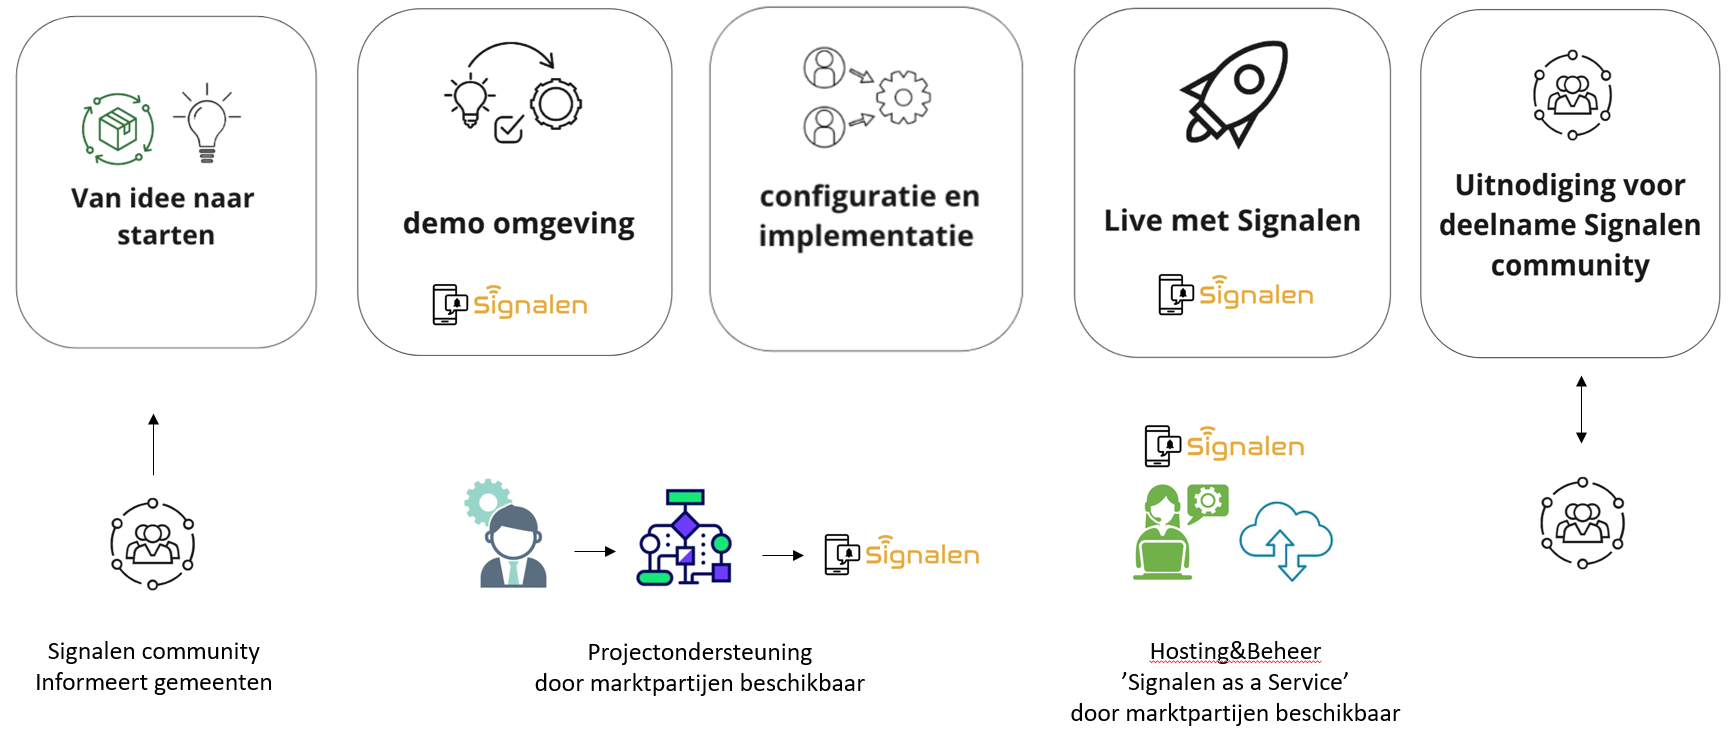 Van idee naar
starten
demo omgeving
Signalen
configuratie en
implementatie
Live met Signalen
Signalen
Uitnodiging voor
deelname Signalen
community
Signalen
Signalen
Signalen community
Informeert gemeenten
Projectondersteuning
door marktpartijen beschikbaar
Hosting&Beheer
’Signalen as a Service’
door marktpartijen beschikbaar